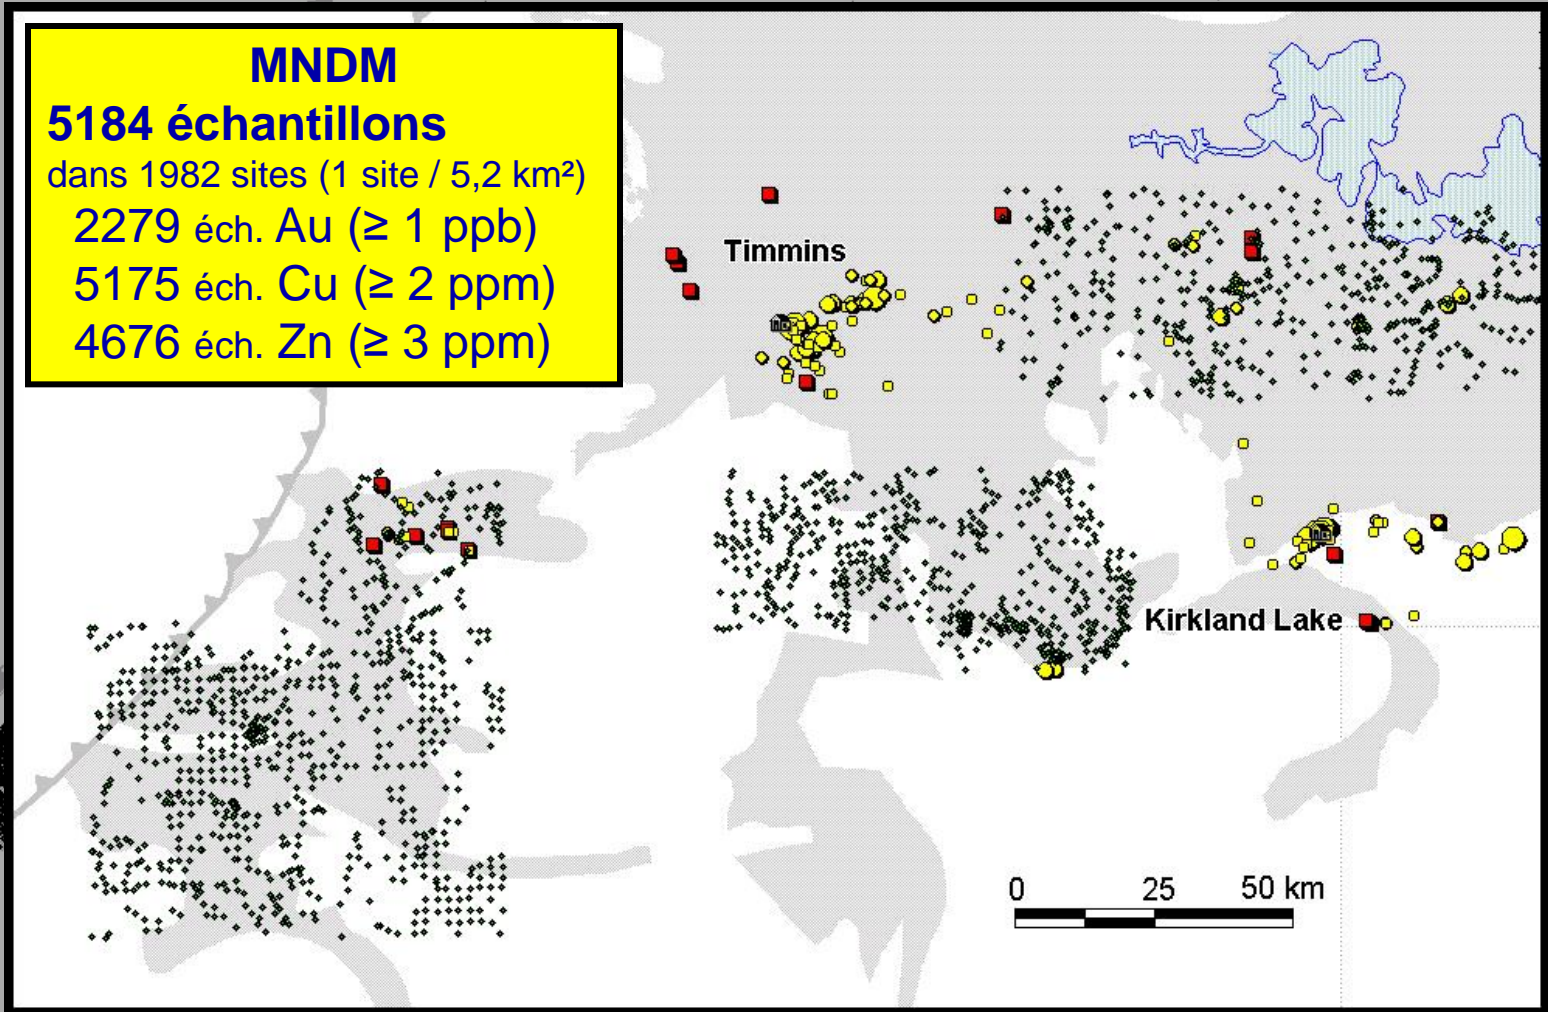 MNDM
5184 échantillons
dans 1982 sites (1 site / 5,2 km²)
2279 éch. Au (≥ 1 ppb)
5175 éch. Cu (≥ 2 ppm)
4676 éch. Zn (≥ 3 ppm)
Timmins
Kirkland Lake
0 25 50 km